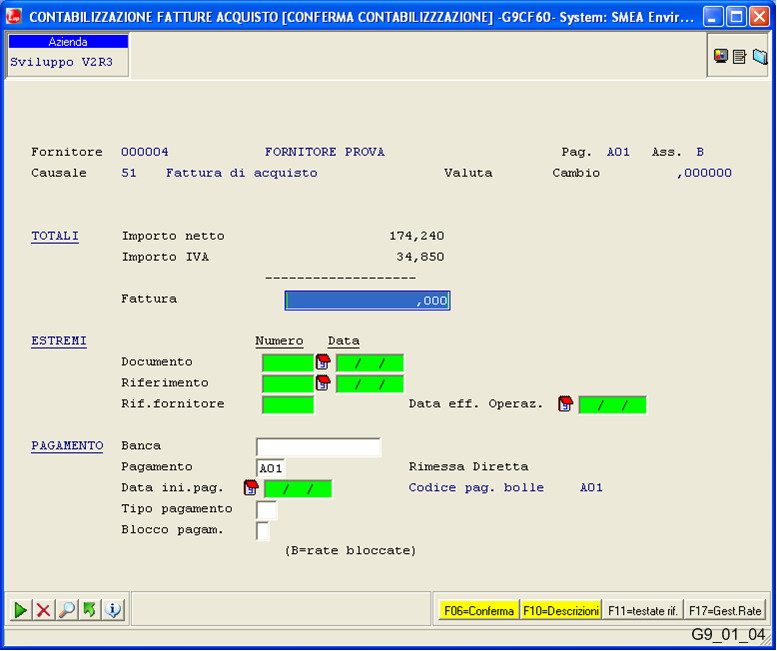 CONTABILIZZAZIONE FATTURE ACQUISTO [CONFERMA CONTABILIZZZAZIONE] -G9CF60- System: SMEA Envir...
Azienda
Sviluppo V2R3
Fornitore 000004 FORNITORE PROVA Pag. A01 Ass. B
Causale 51 Fattura di acquisto Valuta Cambio ,000000
TOTALI Importo netto 174,240
Importo IVA 34,850
-------------------
Fattura ,000
ESTREMI Numero Data
Documento / /
Riferimento / /
Rif.fornitore Data eff. Operaz. / /
PAGAMENTO Banca
Pagamento A01 Rimessa Diretta
Data ini.pag. / / Codice pag. bolle A01
Tipo pagamento
Blocco pagam.
(B=rate bloccate)
F06=Conferma F10=Descrizioni F11=testate rif. F17=Gest.Rate
G9_01_04